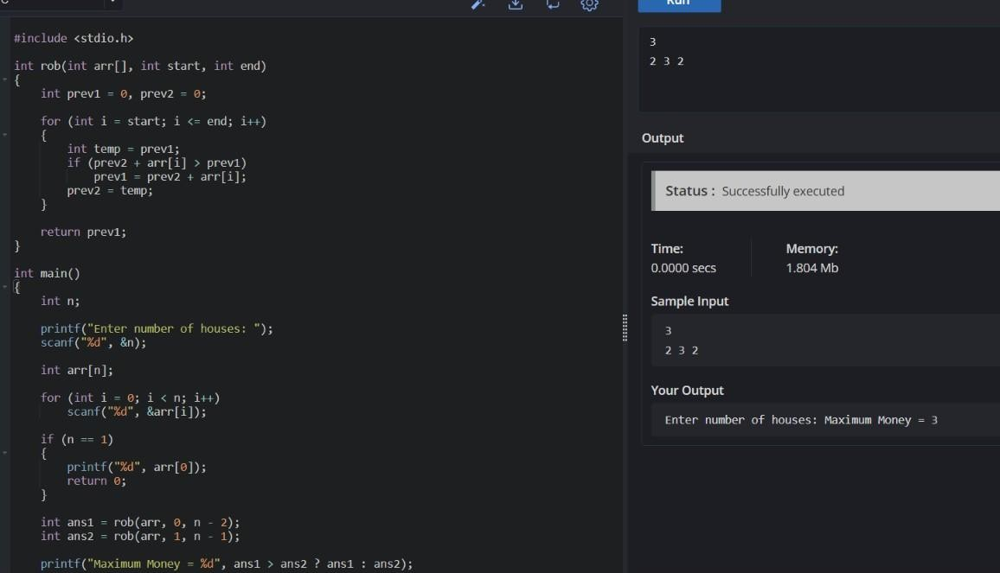 C
Run
#include <stdio.h>
int rob(int arr[], int start, int end)
{
    int prev1 = 0, prev2 = 0;
    for (int i = start; i <= end; i++)
    {
        int temp = prev1;
        if (prev2 + arr[i] > prev1)
            prev1 = prev2 + arr[i];
        prev2 = temp;
    }
    return prev1;
}
int main()
{
    int n;
    printf("Enter number of houses: ");
    scanf("%d", &n);
    int arr[n];
    for (int i = 0; i < n; i++)
        scanf("%d", &arr[i]);
    if (n == 1)
    {
        printf("%d", arr[0]);
        return 0;
    }
    int ans1 = rob(arr, 0, n - 2);
    int ans2 = rob(arr, 1, n - 1);
    printf("Maximum Money = %d", ans1 > ans2 ? ans1 : ans2);
3
2 3 2
Output
Status : Successfully executed
Time:
0.0000 secs
Memory:
1.804 Mb
Sample Input
3
2 3 2
Your Output
Enter number of houses: Maximum Money = 3